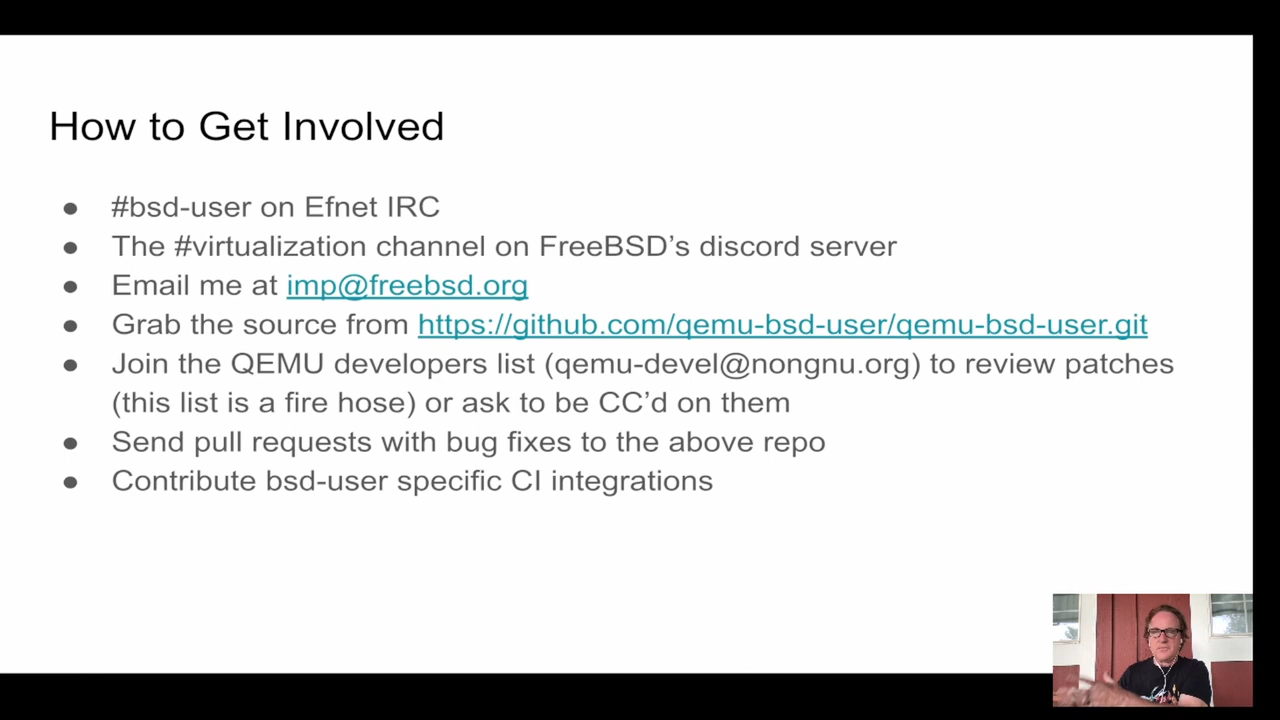 How to Get Involved
● #bsd-user on Efnet IRC
● The #virtualization channel on FreeBSD’s discord server
● Email me at imp@freebsd.org
● Grab the source from https://github.com/qemu-bsd-user/qemu-bsd-user.git
● Join the QEMU developers list (qemu-devel@nongnu.org) to review patches
(this list is a fire hose) or ask to be CC’d on them
● Send pull requests with bug fixes to the above repo
● Contribute bsd-user specific CI integrations